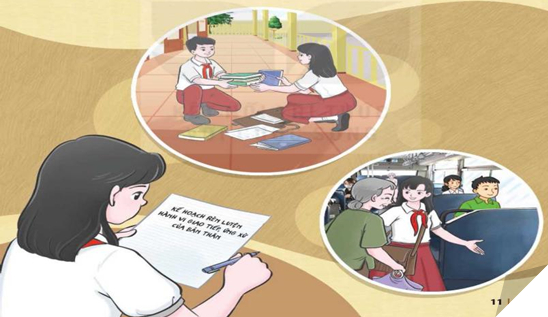 KẾ HOẠCH RÈN LUYỆN
HÀNH VI GIAO TIẾP, ỨNG XỬ
CỦA BẢN THÂN
11